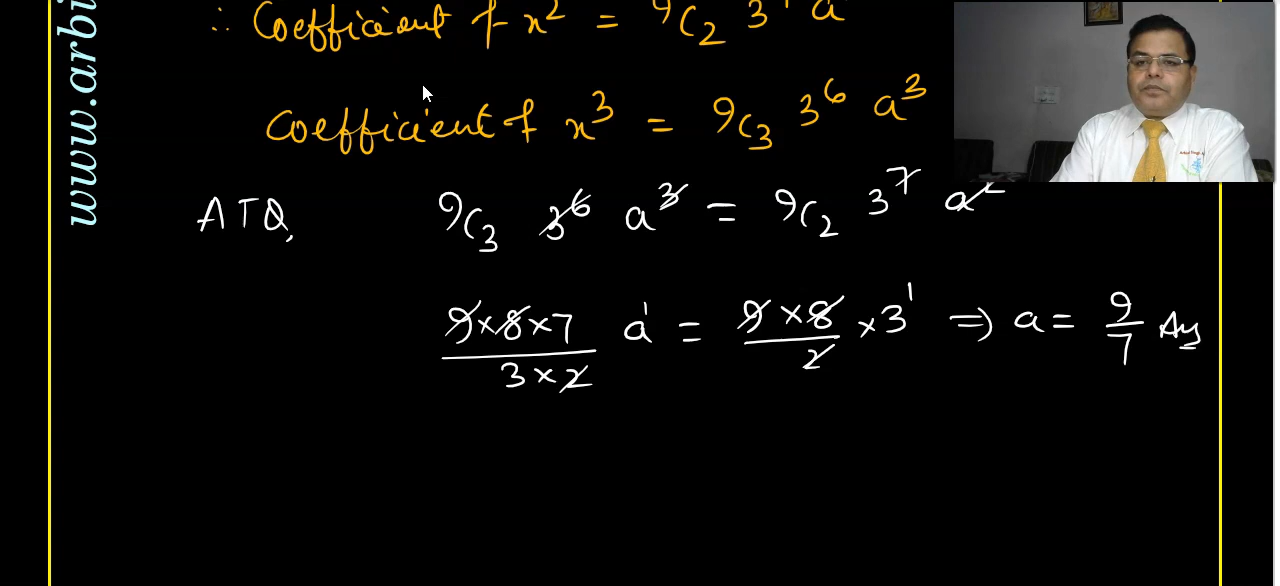 ∴ Coefficient of x² = ⁹C₂ 3⁷ a²
www.arbi
Coefficient of x³ = ⁹C₃ 3⁶ a³
ATQ, ⁹C₃ 3⁶ a³ = ⁹C₂ 3⁷ a²
9×8×7/3×2 a¹ = 9×8/2 ×3¹ ⇒ a = 9/7 Ans